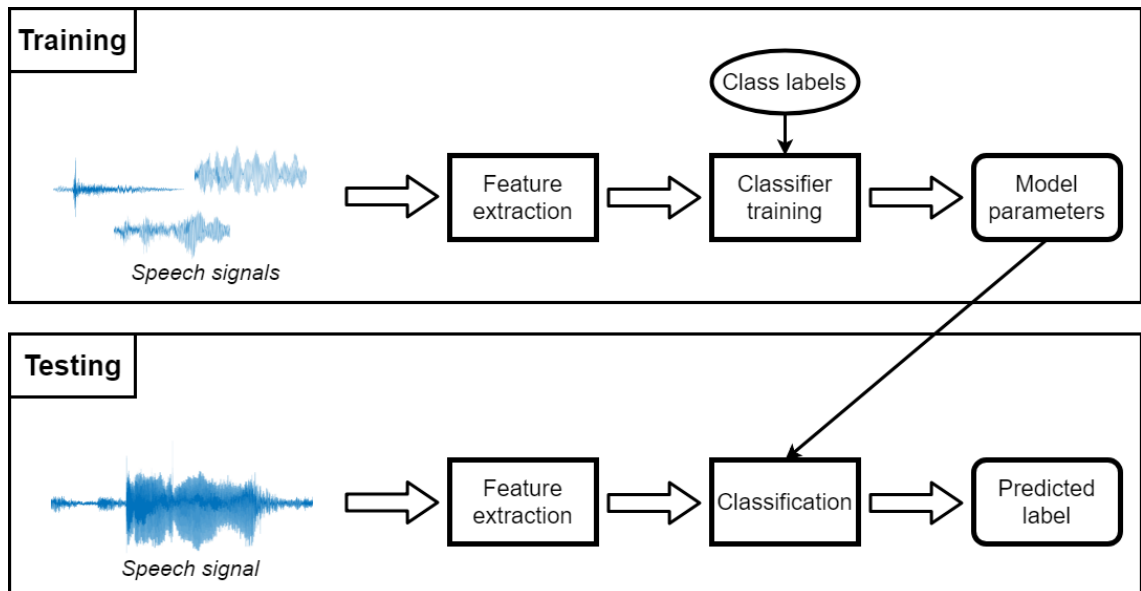 Training
Class labels
Feature
extraction
Classifier
training
Model
parameters
Speech signals
Testing
Feature
extraction
Classification
Predicted
label
Speech signal